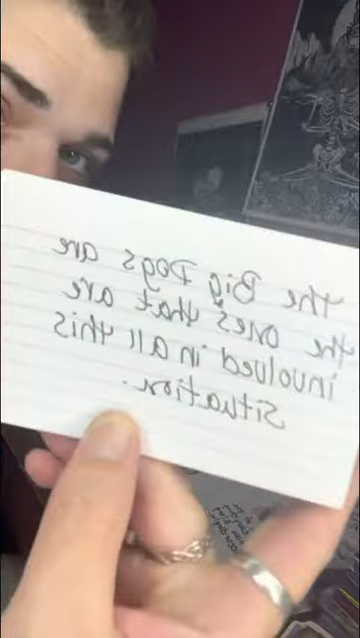 The Big Dogs are
the ones that are
involved in all this
situation.